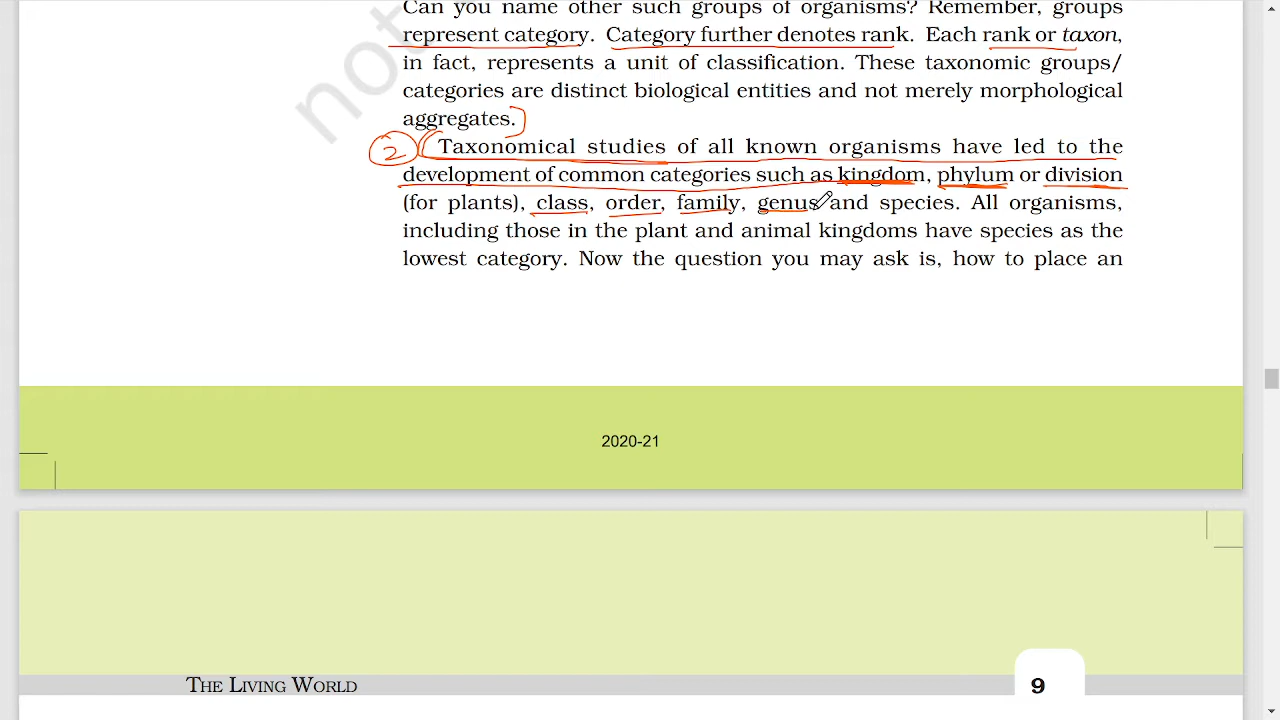 Can you name other such groups of organisms? Remember, groups
represent category. Category further denotes rank. Each rank or taxon,
in fact, represents a unit of classification. These taxonomic groups/
categories are distinct biological entities and not merely morphological
aggregates.
not
2 Taxonomical studies of all known organisms have led to the
development of common categories such as kingdom, phylum or division
(for plants), class, order, family, genus and species. All organisms,
including those in the plant and animal kingdoms have species as the
lowest category. Now the question you may ask is, how to place an
2020-21
THE LIVING WORLD
9